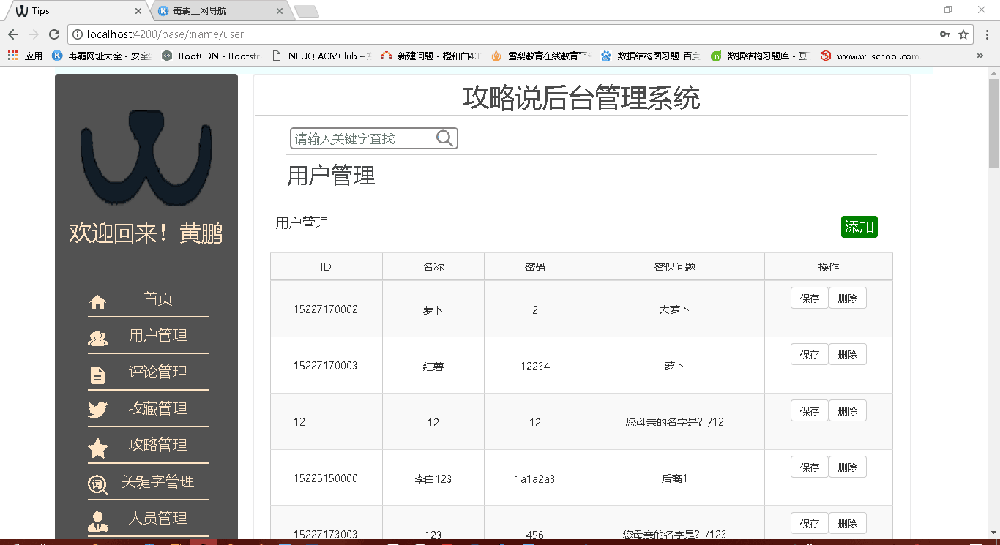 Tips
毒霸上网导航
localhost:4200/base/:name/user
应用
毒霸网址大全 - 安全
BootCDN - Bootstr
NEUQ ACMClub -
新建问题 - 橙和白43
雪梨教育在线教育平
数据结构图习题_百度
数据结构习题库 - 豆
www.w3school.com
攻略说后台管理系统
请输入关键字查找
用户管理
欢迎回来！黄鹏
首页
用户管理
评论管理
收藏管理
攻略管理
关键字管理
人员管理
用户管理
添加
ID 名称 密码 密保问题 操作
15227170002 萝卜 2 大萝卜 保存 删除
15227170003 红薯 12234 萝卜 保存 删除
12 12 12 您母亲的名字是? /12 保存 删除
15225150000 李白123 1a1a2a3 后裔1 保存 删除
15227173003 123 456 您母亲的名字是? /123 保存 删除